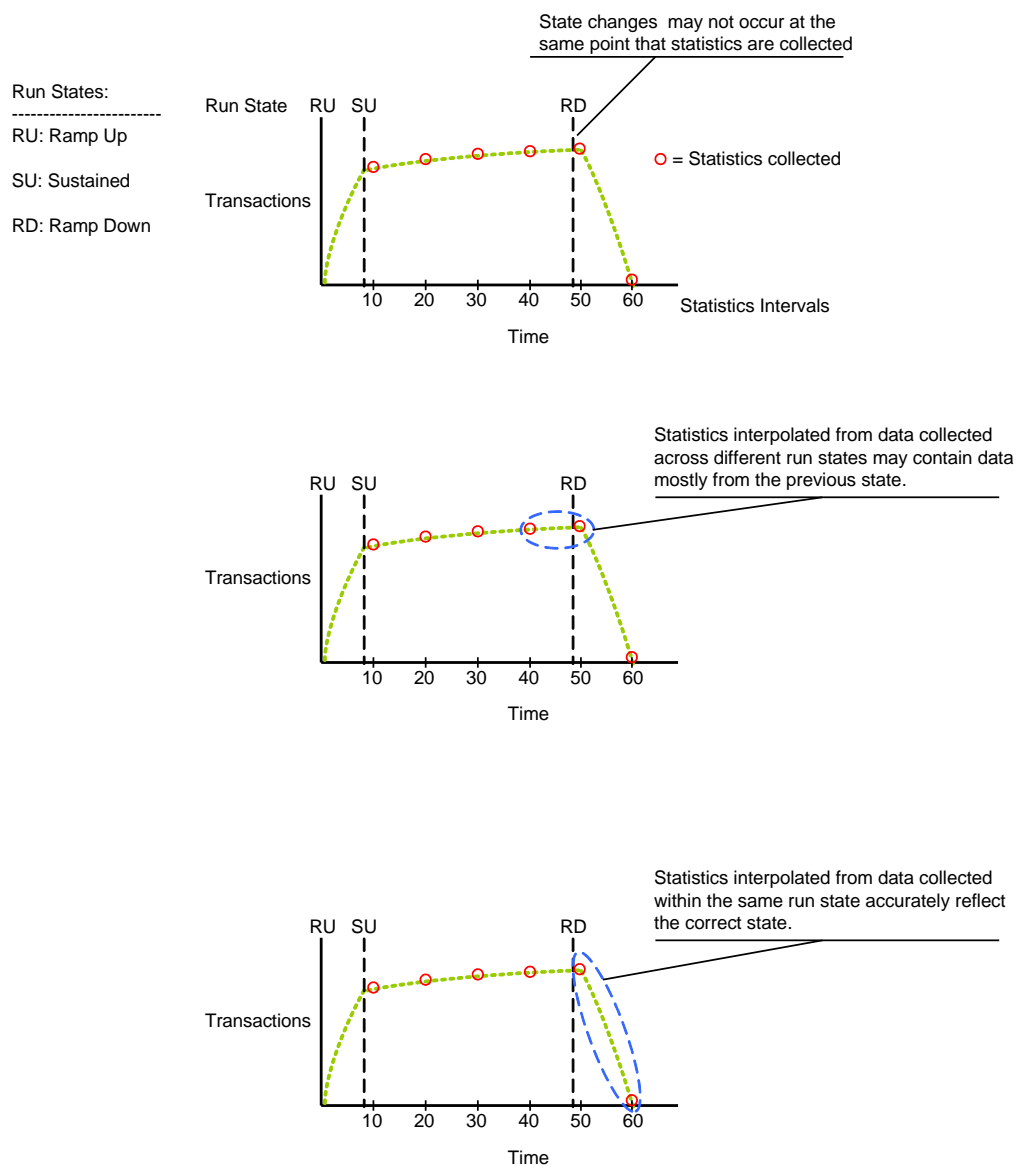 State changes  may not occur at the
same point that statistics are collected
Run States:
-------------------------
RU: Ramp Up
SU: Sustained
RD: Ramp Down
Run State RU SU RD
= Statistics collected
Transactions
10 20 30 40 50 60
Statistics Intervals
Time
Statistics interpolated from data collected
across different run states may contain data
mostly from the previous state.
RU SU RD
Transactions
10 20 30 40 50 60
Time
Statistics interpolated from data collected
within the same run state accurately reflect
the correct state.
RU SU RD
Transactions
10 20 30 40 50 60
Time